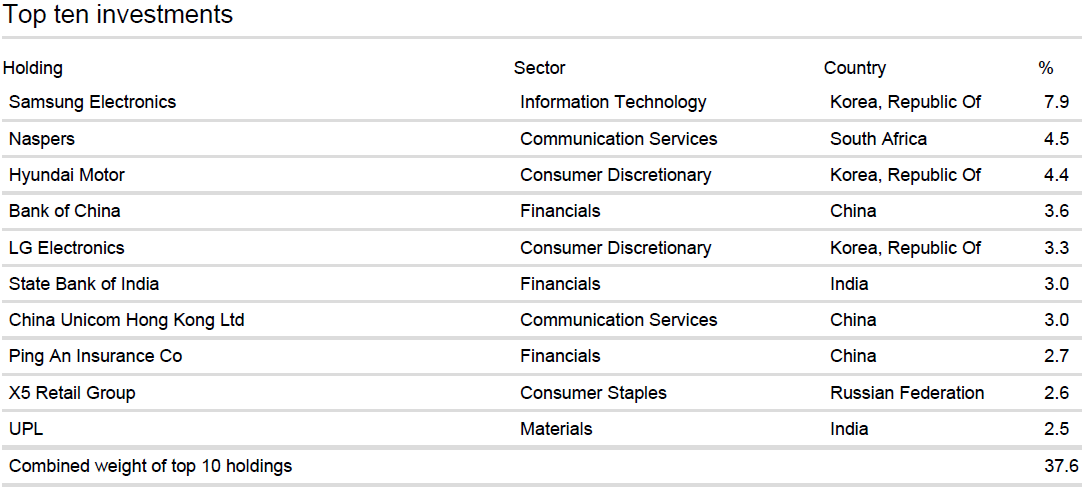 Top ten investments
Holding Sector Country %
Samsung Electronics Information Technology Korea, Republic Of 7.9
Naspers Communication Services South Africa 4.5
Hyundai Motor Consumer Discretionary Korea, Republic Of 4.4
Bank of China Financials China 3.6
LG Electronics Consumer Discretionary Korea, Republic Of 3.3
State Bank of India Financials India 3.0
China Unicom Hong Kong Ltd Communication Services China 3.0
Ping An Insurance Co Financials China 2.7
X5 Retail Group Consumer Staples Russian Federation 2.6
UPL Materials India 2.5
Combined weight of top 10 holdings 37.6